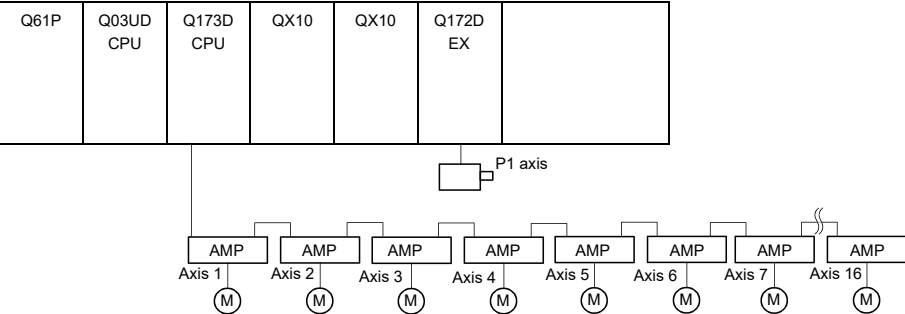 Q61P
Q03UD
CPU
Q173D
CPU
QX10
QX10
Q172D
EX
P1 axis
AMP
AMP
AMP
AMP
AMP
AMP
AMP
AMP
Axis 1
Axis 2
Axis 3
Axis 4
Axis 5
Axis 6
Axis 7
Axis 16
M
M
M
M
M
M
M
M